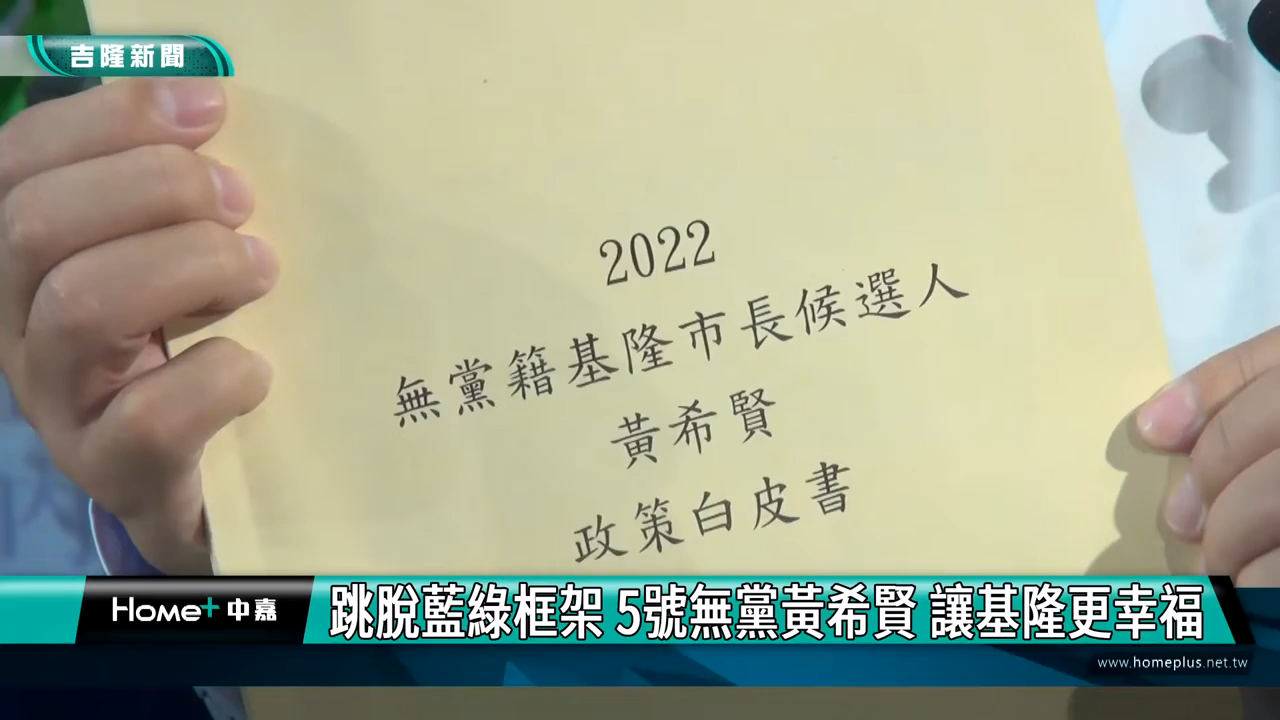 吉隆新聞
2022
無黨籍基隆市長候選人
黃希賢
政策白皮書
Home+中嘉
跳脫藍綠框架 5號無黨黃希賢 讓基隆更幸福
www.homeplus.net.tw